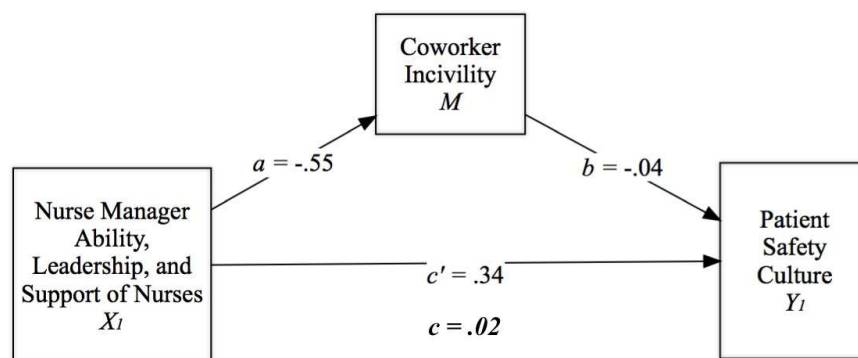 Coworker
Incivility
M
a = -.55
b = -.04
Nurse Manager
Ability,
Leadership, and
Support of Nurses
X1
Patient
Safety
Culture
Y1
c' = .34
c = .02